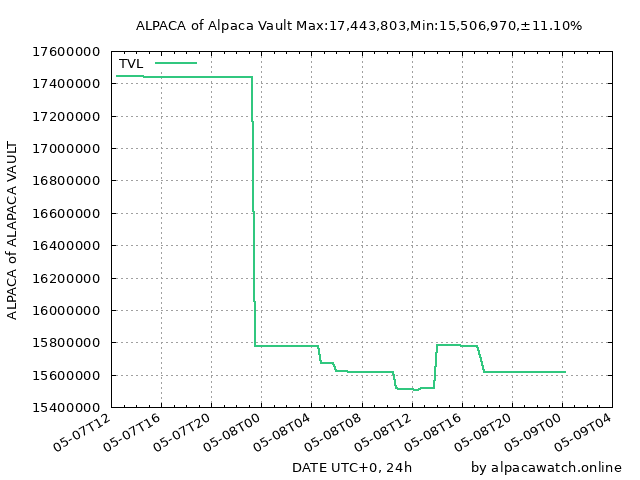 ALPACA of Alpaca Vault Max:17,443,803,Min:15,506,970,±11.10%
TVL
ALPACA of ALAPACA VAULT
17600000
17400000
17200000
17000000
16800000
16600000
16400000
16200000
16000000
15800000
15600000
15400000
05-07T12
05-07T16
05-07T20
05-08T00
05-08T04
05-08T08
05-08T12
05-08T16
05-08T20
05-09T00
05-09T04
DATE UTC+0, 24h
by alpacawatch.online